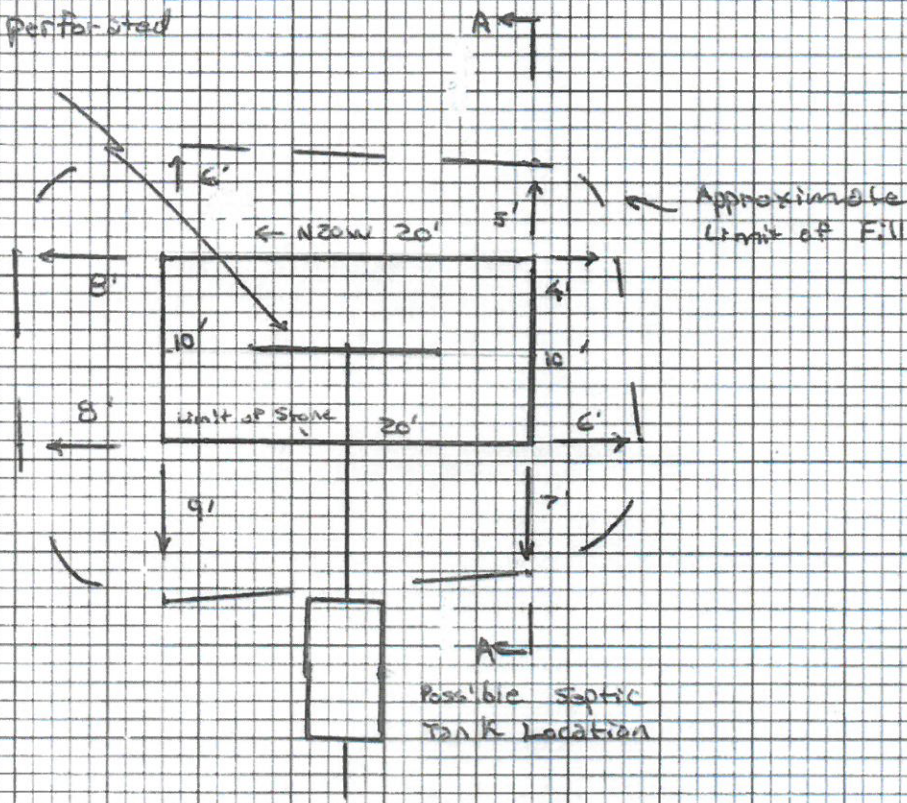 Perforated
A
6'
5'
Approximate
Limit of Fill
← N20W 20'
8'
4'
10'
10'
8'
Limit of Stone
20'
6'
9'
7'
A
Possible Septic
Tank Location